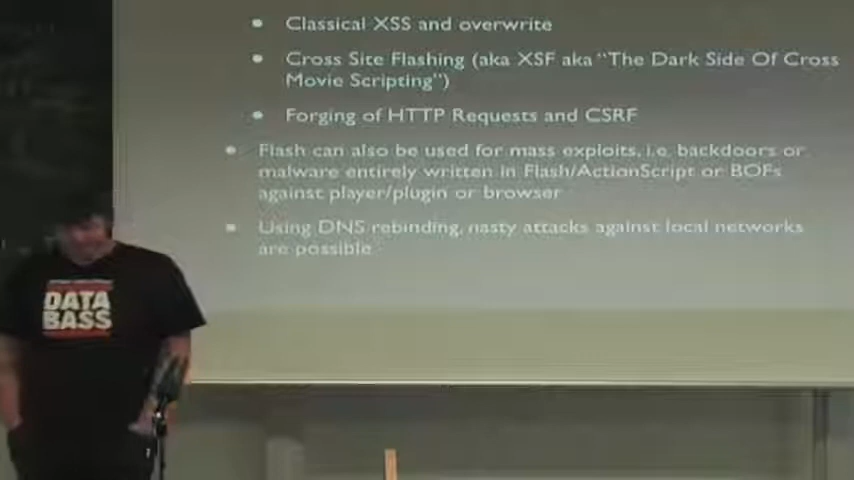 Classical XSS and overwrite
Cross Site Flashing (aka XSF aka "The Dark Side Of Cross
Movie Scripting")
Forging of HTTP Requests and CSRF
Flash can also be used for mass exploits, i.e. backdoors or
malware entirely written in Flash/ActionScript or BOFs
against player/plugin or browser
Using DNS rebinding, nasty attacks against local networks
are possible
DATA
BASS